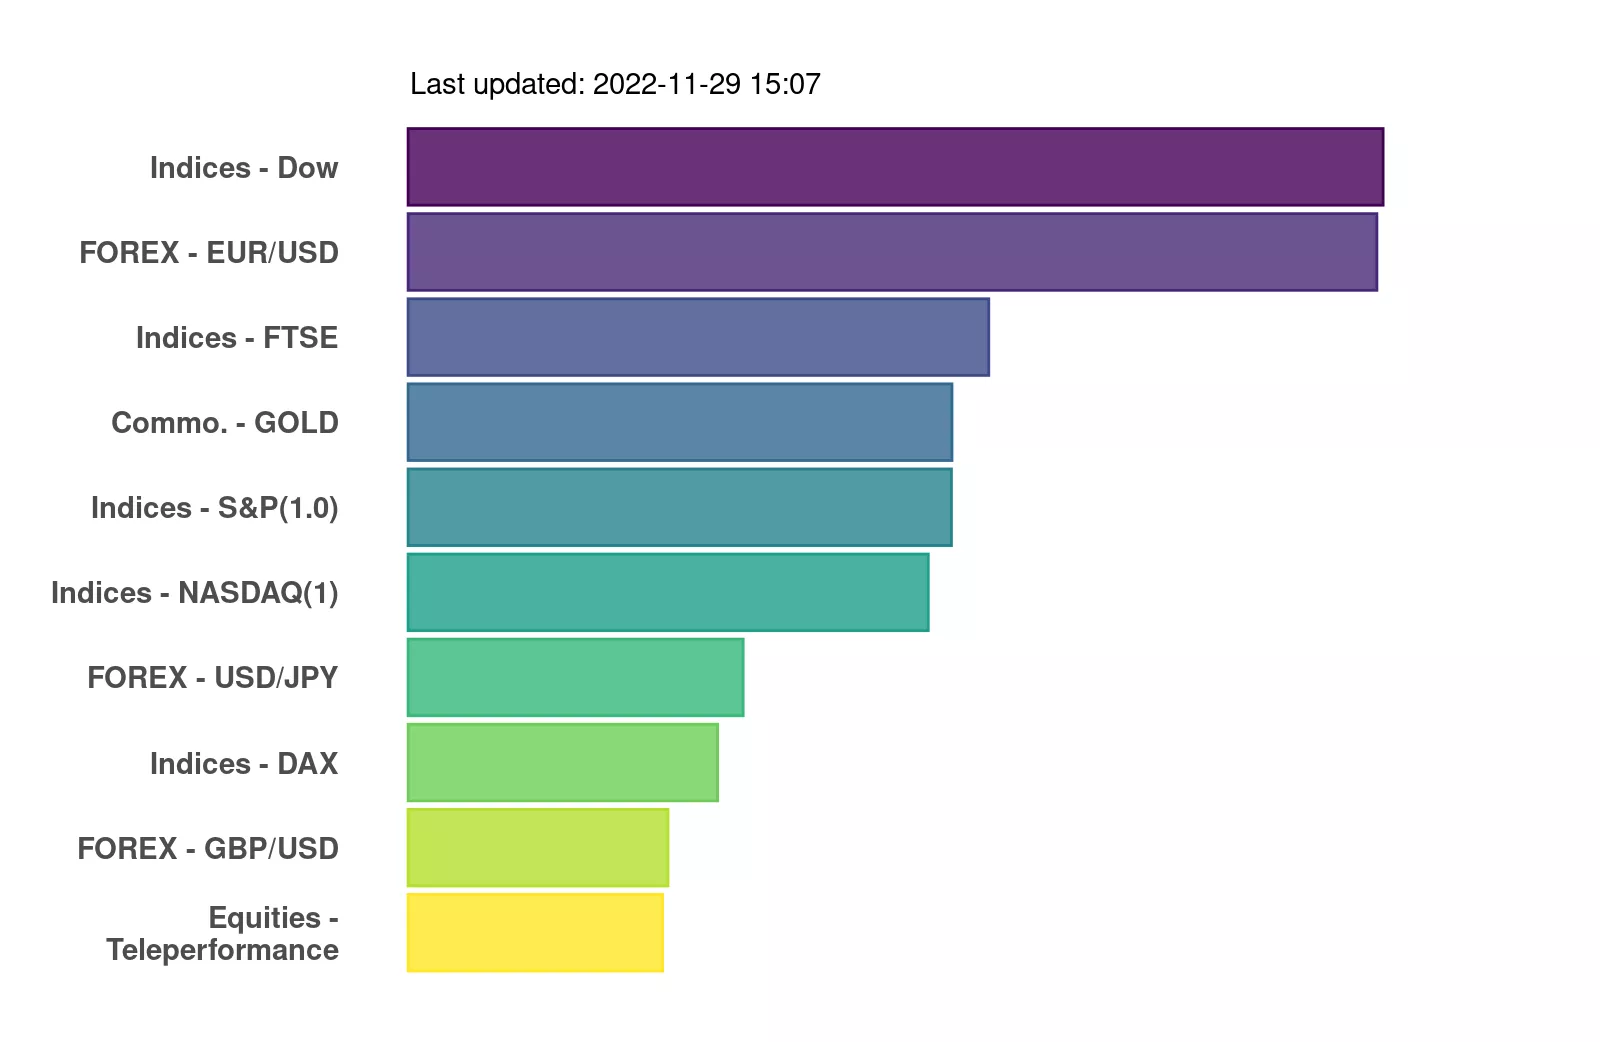 Last updated: 2022-11-29 15:07
Indices - Dow
FOREX - EUR/USD
Indices - FTSE
Commo. - GOLD
Indices - S&P(1.0)
Indices - NASDAQ(1)
FOREX - USD/JPY
Indices - DAX
FOREX - GBP/USD
Equities -
Teleperformance